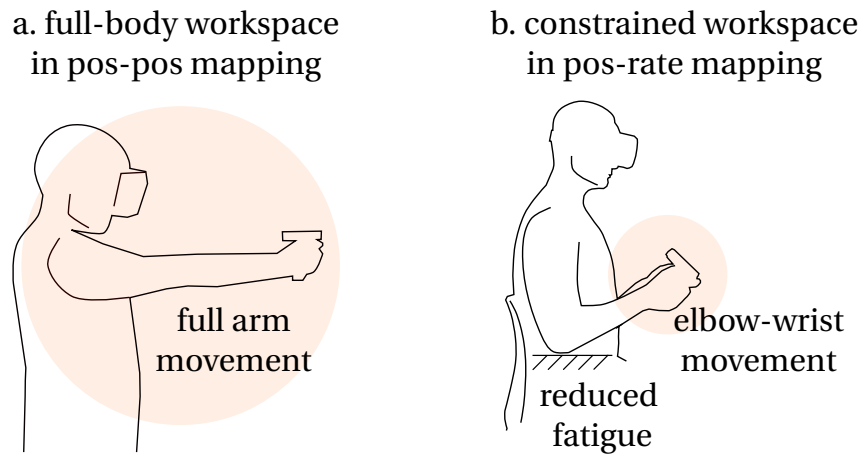 a. full-body workspace
in pos-pos mapping
full arm
movement
b. constrained workspace
in pos-rate mapping
elbow-wrist
movement
reduced
fatigue